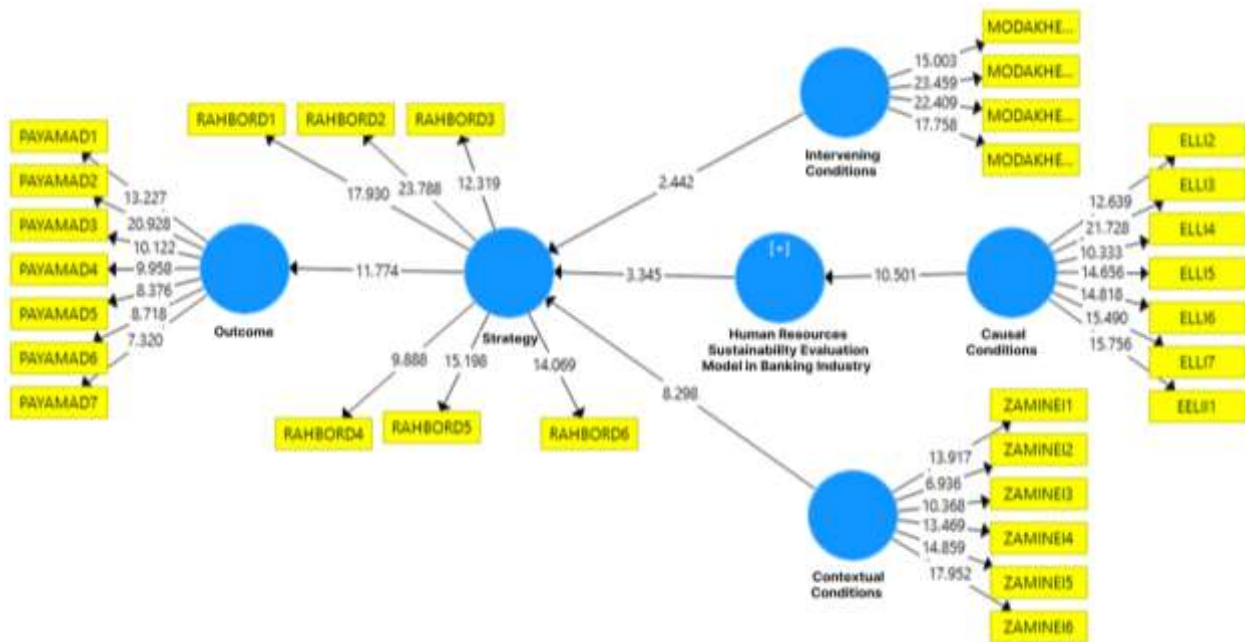 PAYAMAD1
PAYAMAD2
PAYAMAD3
PAYAMAD4
PAYAMAD5
PAYAMAD6
PAYAMAD7
13.227
20.928
10.122
9.958
8.376
8.718
7.320
Outcome
11.774
RAHBORD1
RAHBORD2
RAHBORD3
17.930
23.788
12.319
Strategy
9.888
15.198
14.069
RAHBORD4
RAHBORD5
RAHBORD6
2.442
3.345
8.298
Intervening
Conditions
15.003
23.459
22.409
17.758
MODAKHE...
MODAKHE...
MODAKHE...
MODAKHE...
[+]
Human Resources
Sustainability Evaluation
Model in Banking Industry
10.501
Causal
Conditions
12.639
21.728
10.333
14.656
14.818
15.490
15.756
ELLI2
ELLI3
ELLI4
ELLI5
ELLI6
ELLI7
EELII1
Contextual
Conditions
13.917
6.936
10.368
13.469
14.859
17.952
ZAMINEI1
ZAMINEI2
ZAMINEI3
ZAMINEI4
ZAMINEI5
ZAMINEI6